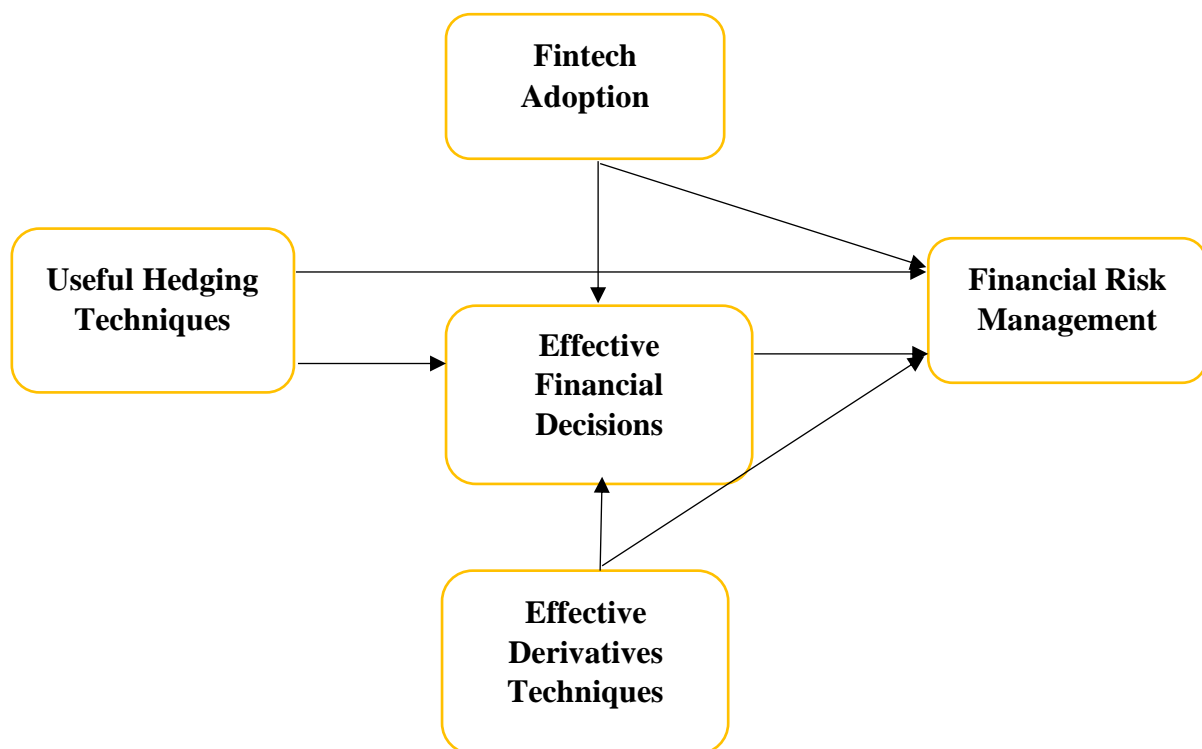 Fintech
Adoption
Useful Hedging
Techniques
Effective
Financial
Decisions
Financial Risk
Management
Effective
Derivatives
Techniques